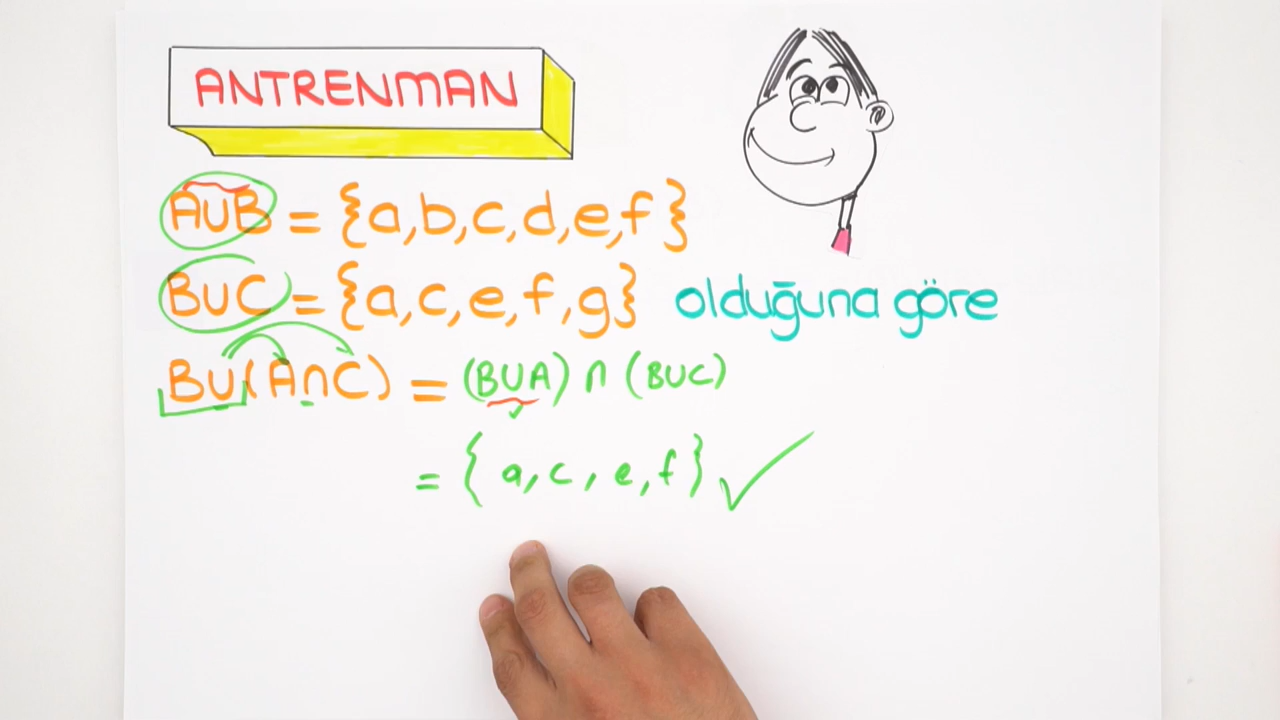 ANTRENMAN
A∪B = {a,b,c,d,e,f}
B∪C = {a,c,e,f,g} olduğuna göre
B∪(A∩C) = (B∪A) ∩ (B∪C)
= { a, c, e, f} ✓